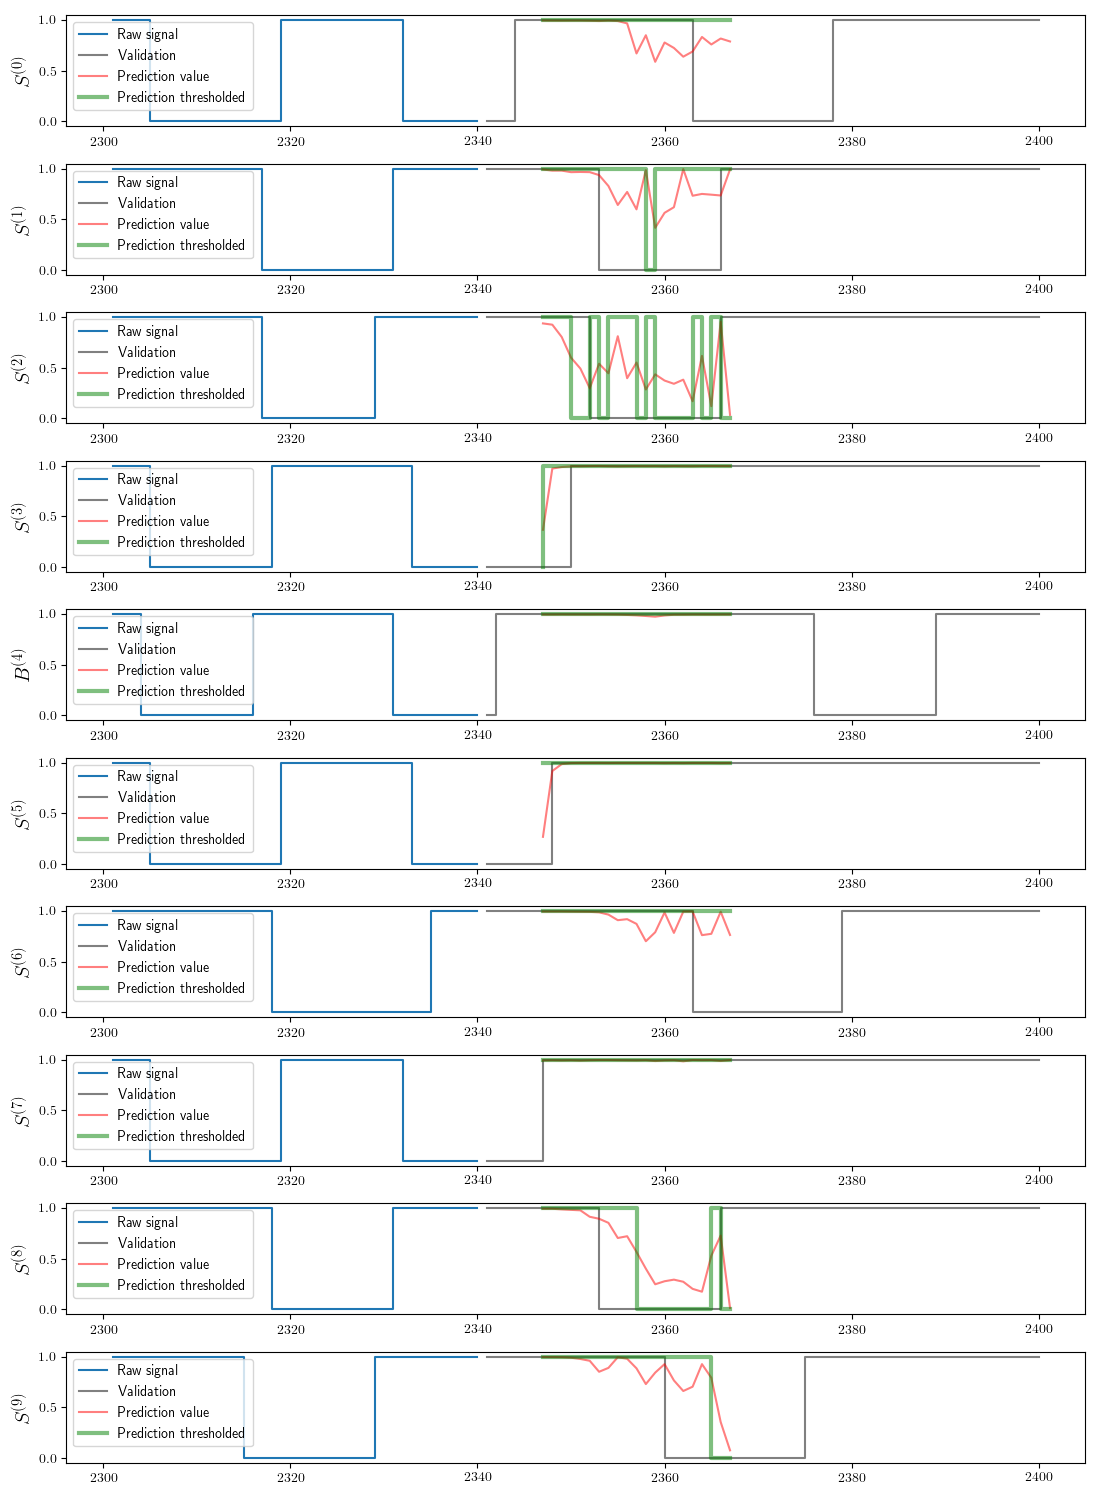 1.0
0.5
0.0
S^(0)
Raw signal
Validation
Prediction value
Prediction thresholded
2300 2320 2340 2360 2380 2400
1.0
0.5
0.0
S^(1)
Raw signal
Validation
Prediction value
Prediction thresholded
2300 2320 2340 2360 2380 2400
1.0
0.5
0.0
S^(2)
Raw signal
Validation
Prediction value
Prediction thresholded
2300 2320 2340 2360 2380 2400
1.0
0.5
0.0
S^(3)
Raw signal
Validation
Prediction value
Prediction thresholded
2300 2320 2340 2360 2380 2400
1.0
0.5
0.0
B^(4)
Raw signal
Validation
Prediction value
Prediction thresholded
2300 2320 2340 2360 2380 2400
1.0
0.5
0.0
S^(5)
Raw signal
Validation
Prediction value
Prediction thresholded
2300 2320 2340 2360 2380 2400
1.0
0.5
0.0
S^(6)
Raw signal
Validation
Prediction value
Prediction thresholded
2300 2320 2340 2360 2380 2400
1.0
0.5
0.0
S^(7)
Raw signal
Validation
Prediction value
Prediction thresholded
2300 2320 2340 2360 2380 2400
1.0
0.5
0.0
S^(8)
Raw signal
Validation
Prediction value
Prediction thresholded
2300 2320 2340 2360 2380 2400
1.0
0.5
0.0
S^(9)
Raw signal
Validation
Prediction value
Prediction thresholded
2300 2320 2340 2360 2380 2400